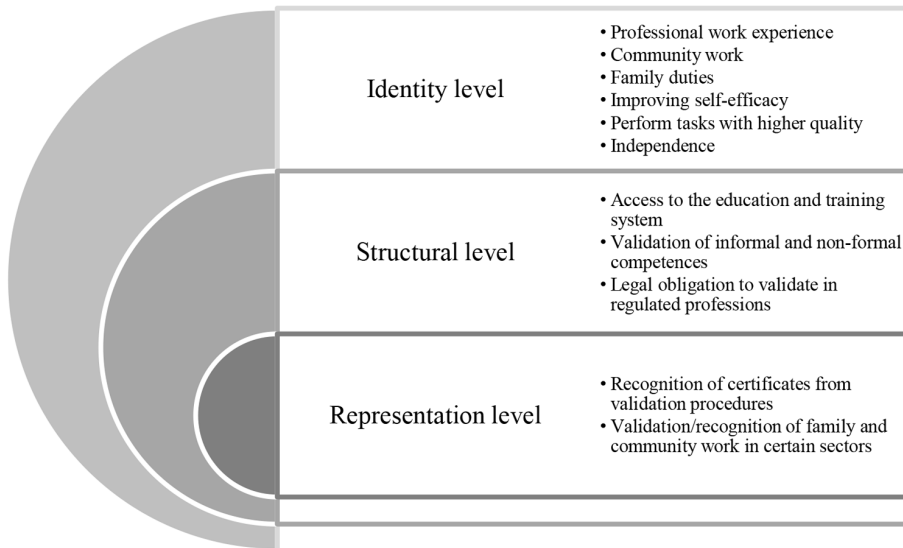 Identity level
• Professional work experience
• Community work
• Family duties
• Improving self-efficacy
• Perform tasks with higher quality
• Independence
Structural level
• Access to the education and training
system
• Validation of informal and non-formal
competences
• Legal obligation to validate in
regulated professions
Representation level
• Recognition of certificates from
validation procedures
• Validation/recognition of family and
community work in certain sectors